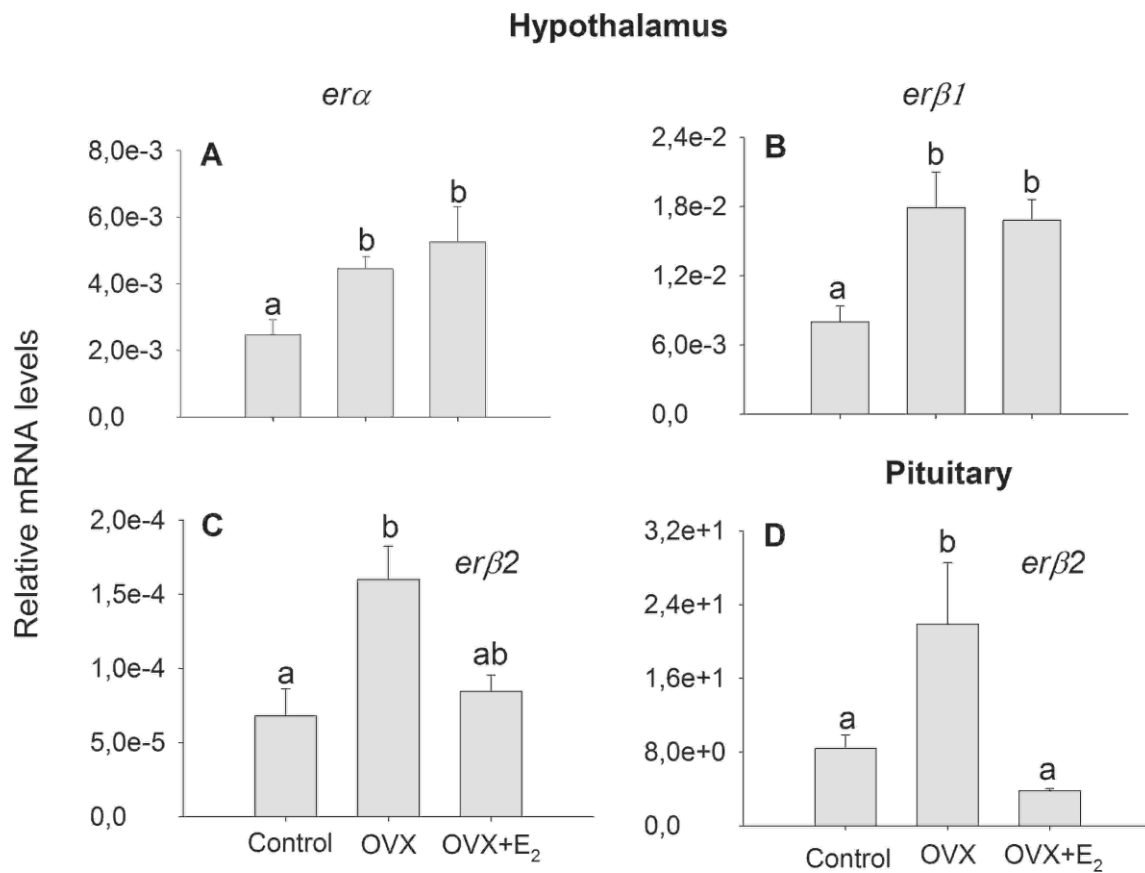 Hypothalamus
erα
erβ1
Relative mRNA levels
A
8,0e-3
6,0e-3
4,0e-3
2,0e-3
0,0
a
b
b
B
2,4e-2
1,8e-2
1,2e-2
6,0e-3
0,0
a
b
b
Pituitary
C
erβ2
2,0e-4
1,5e-4
1,0e-4
5,0e-5
0,0
a
b
ab
Control OVX OVX+E₂
D
erβ2
3,2e+1
2,4e+1
1,6e+1
8,0e+0
0,0
a
b
a
Control OVX OVX+E₂